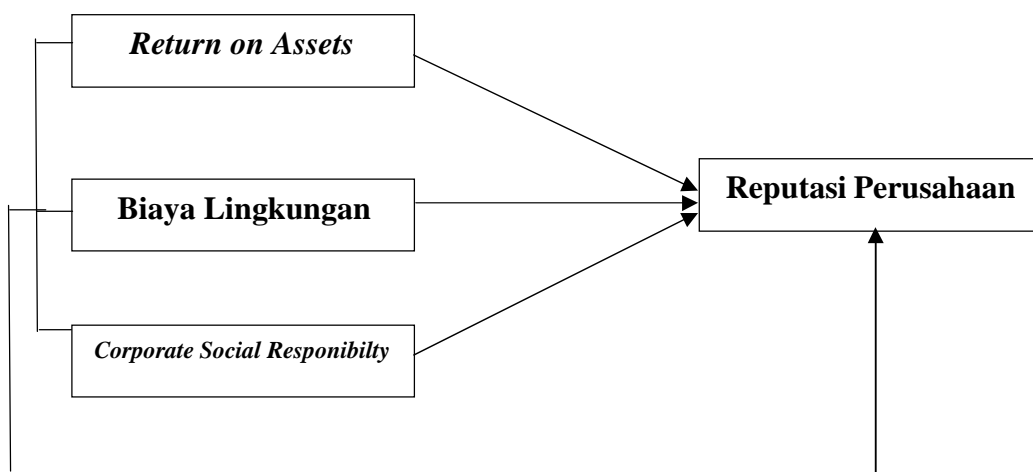 Return on Assets
Biaya Lingkungan
Reputasi Perusahaan
Corporate Social Responibilty